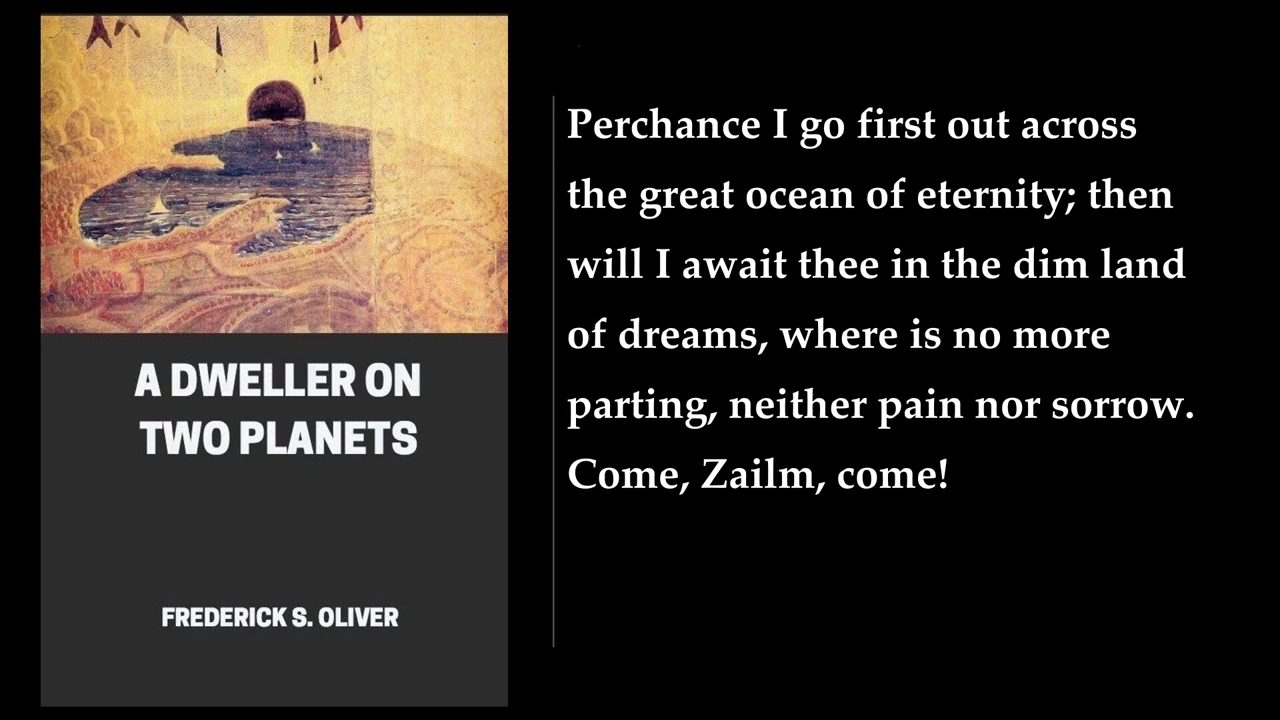 A DWELLER ON
TWO PLANETS
FREDERICK S. OLIVER
Perchance I go first out across
the great ocean of eternity; then
will I await thee in the dim land
of dreams, where is no more
parting, neither pain nor sorrow.
Come, Zailm, come!